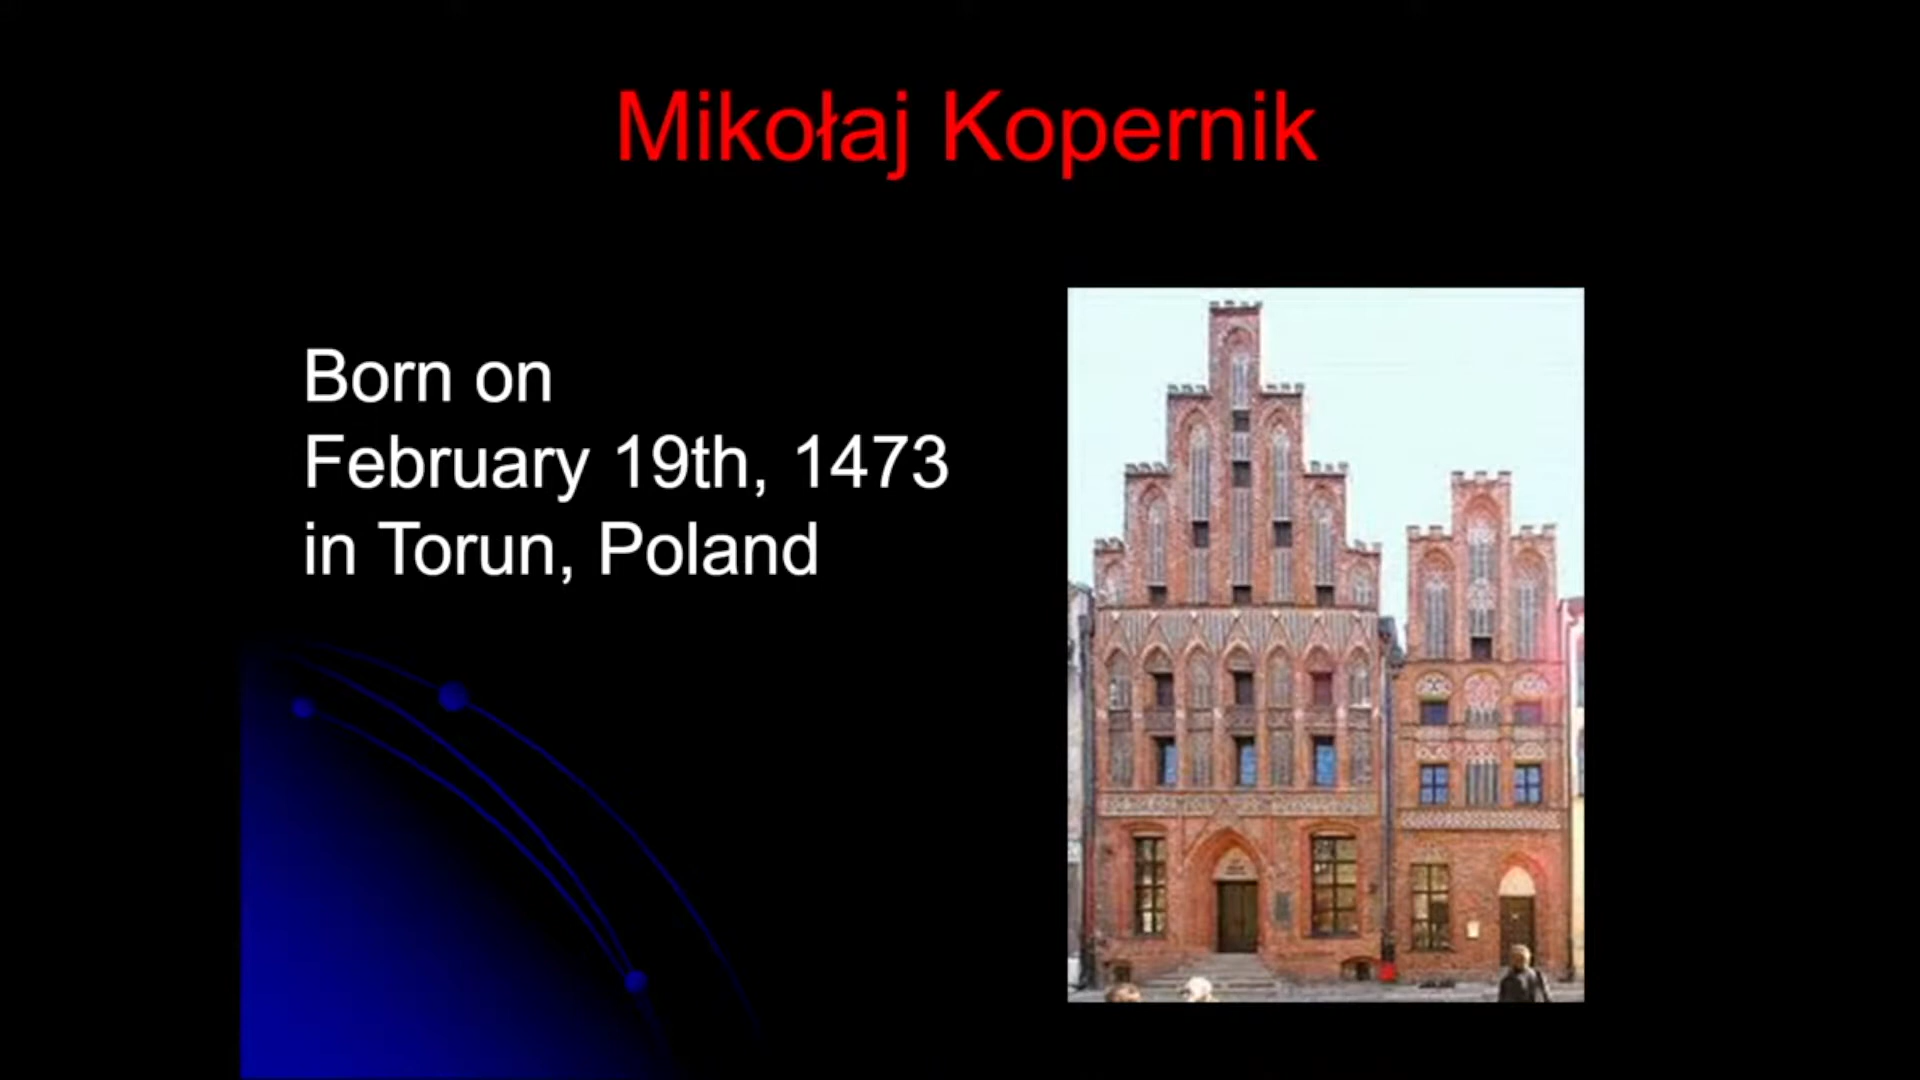 Mikołaj Kopernik
Born on
February 19th, 1473
in Torun, Poland